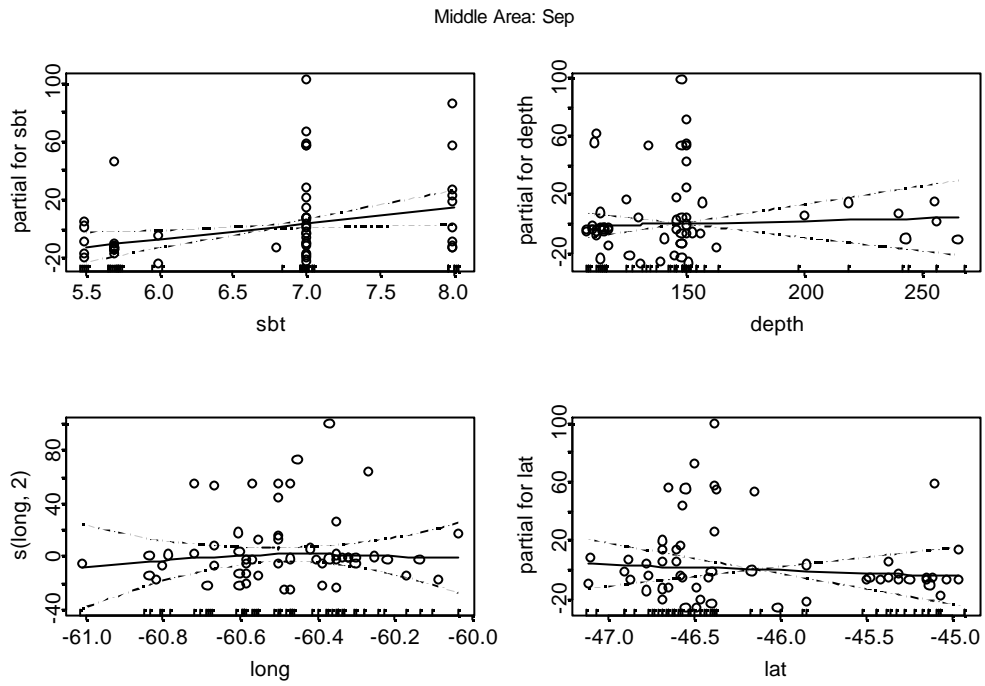 Middle Area: Sep
partial for sbt
-20 20 60 100
5.5 6.0 6.5 7.0 7.5 8.0
sbt
partial for depth
-20 20 60 100
150 200 250
depth
s(long, 2)
-40 0 40 80
-61.0 -60.8 -60.6 -60.4 -60.2 -60.0
long
partial for lat
-20 20 60 100
-47.0 -46.5 -46.0 -45.5 -45.0
lat